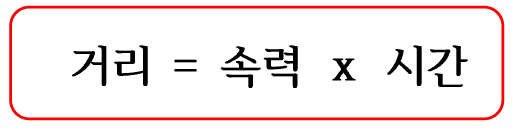 거리 = 속력 x 시간